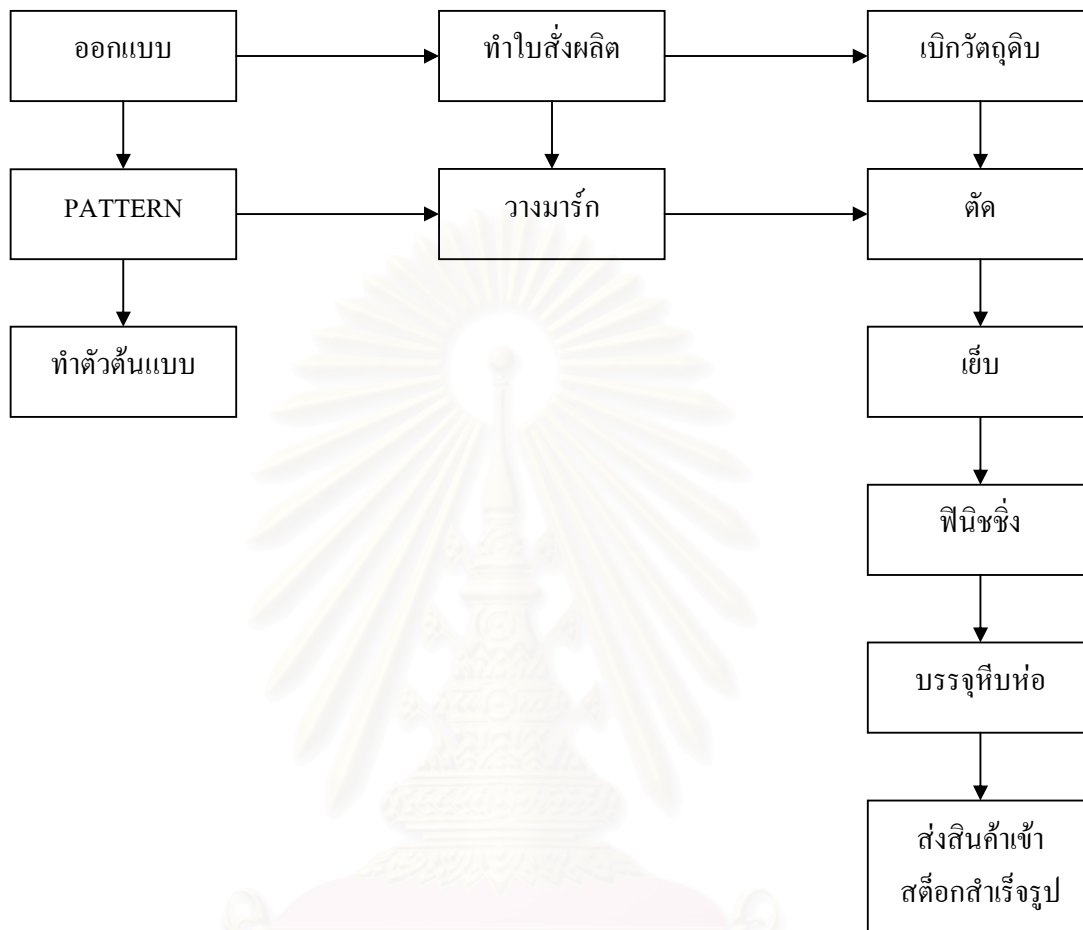 ออกแบบ
ทำใบสั่งผลิต
เบิกวัตถุดิบ
PATTERN
วางมาร์ก
ตัด
ทำตัวต้นแบบ
เย็บ
ฟินิชชิ่ง
บรรจุหีบห่อ
ส่งสินค้าเข้า
สต็อกสำเร็จรูป